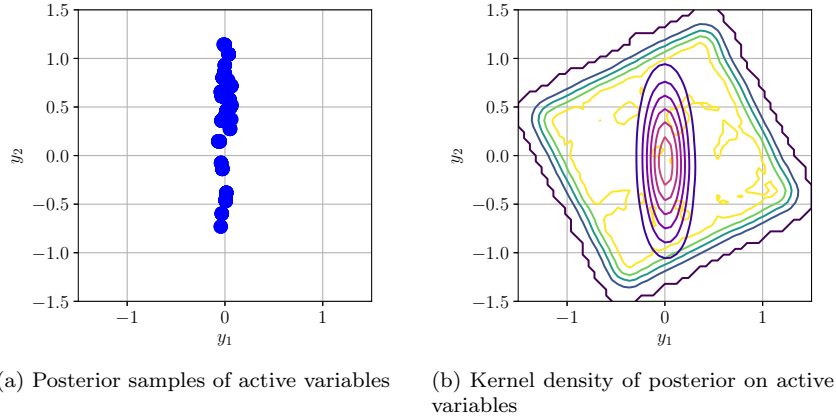 1.5
1.0
0.5
0.0
−0.5
−1.0
−1.5
y2
−1 0 1
y1
1.5
1.0
0.5
0.0
−0.5
−1.0
−1.5
y2
−1 0 1
y1
(a) Posterior samples of active variables
(b) Kernel density of posterior on active
variables